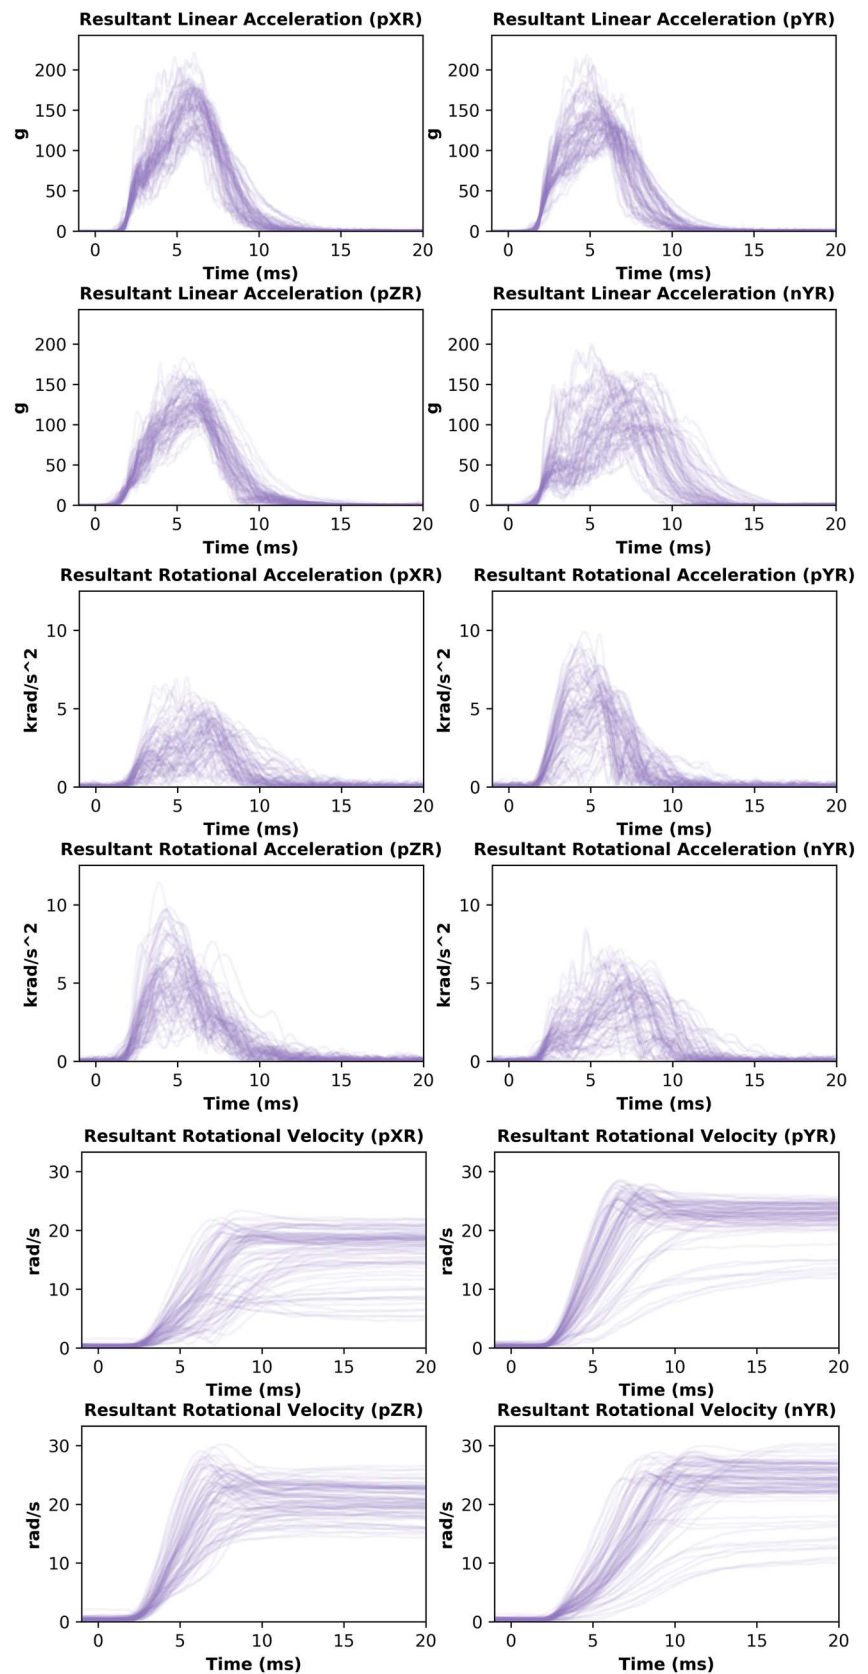 Resultant Linear Acceleration (pXR) Resultant Linear Acceleration (pYR)
200 200
150 150
g 100 g 100
50 50
0 0
0 5 10 15 20 0 5 10 15 20
Time (ms) Time (ms)
Resultant Linear Acceleration (pZR) Resultant Linear Acceleration (nYR)
200 200
150 150
g 100 g 100
50 50
0 0
0 5 10 15 20 0 5 10 15 20
Time (ms) Time (ms)
Resultant Rotational Acceleration (pXR) Resultant Rotational Acceleration (pYR)
10 10
krad/s^2 5 krad/s^2 5
0 0
0 5 10 15 20 0 5 10 15 20
Time (ms) Time (ms)
Resultant Rotational Acceleration (pZR) Resultant Rotational Acceleration (nYR)
10 10
krad/s^2 5 krad/s^2 5
0 0
0 5 10 15 20 0 5 10 15 20
Time (ms) Time (ms)
Resultant Rotational Velocity (pXR) Resultant Rotational Velocity (pYR)
30 30
20 20
rad/s 10 rad/s 10
0 0
0 5 10 15 20 0 5 10 15 20
Time (ms) Time (ms)
Resultant Rotational Velocity (pZR) Resultant Rotational Velocity (nYR)
30 30
20 20
rad/s 10 rad/s 10
0 0
0 5 10 15 20 0 5 10 15 20
Time (ms) Time (ms)